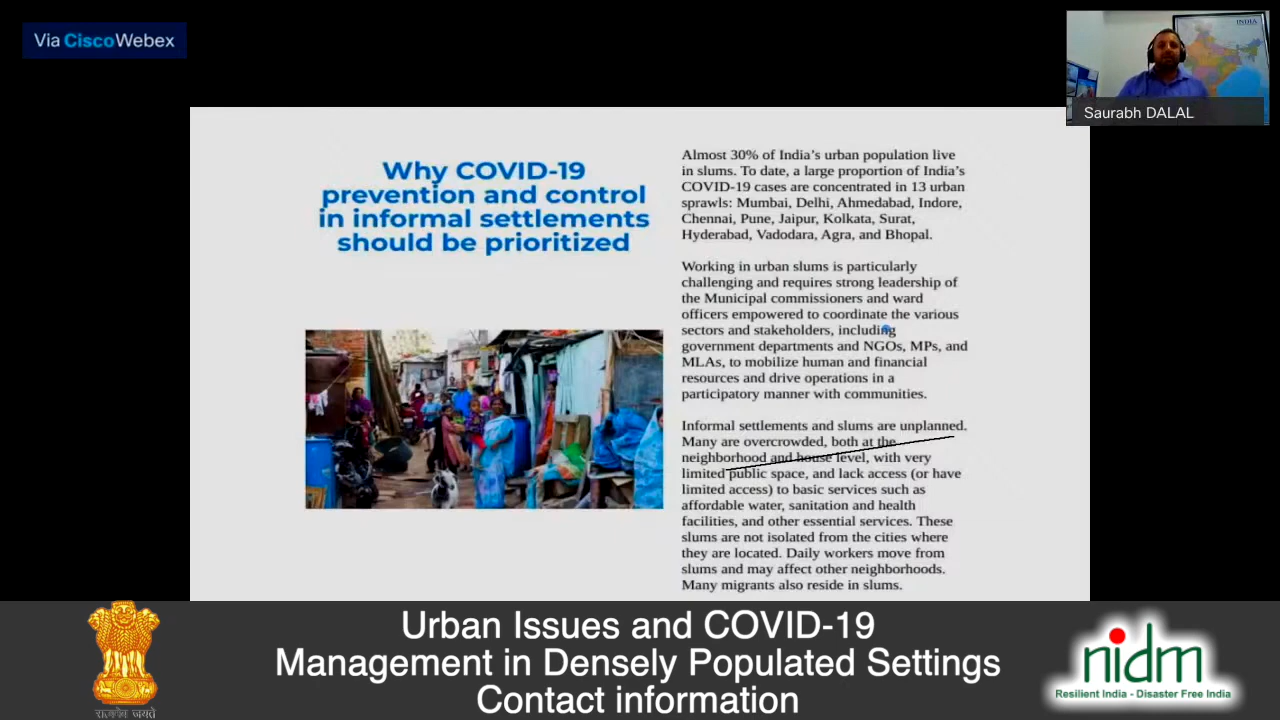 Via Cisco Webex
INDIA
Saurabh DALAL
Why COVID-19
prevention and control
in informal settlements
should be prioritized
Almost 30% of India’s urban population live
in slums. To date, a large proportion of India’s
COVID-19 cases are concentrated in 13 urban
sprawls: Mumbai, Delhi, Ahmedabad, Indore,
Chennai, Pune, Jaipur, Kolkata, Surat,
Hyderabad, Vadodara, Agra, and Bhopal.
Working in urban slums is particularly
challenging and requires strong leadership of
the Municipal commissioners and ward
officers empowered to coordinate the various
sectors and stakeholders, including
government departments and NGOs, MPs, and
MLAs, to mobilize human and financial
resources and drive operations in a
participatory manner with communities.
Informal settlements and slums are unplanned.
Many are overcrowded, both at the
neighborhood and house level, with very
limited public space, and lack access (or have
limited access) to basic services such as
affordable water, sanitation and health
facilities, and other essential services. These
slums are not isolated from the cities where
they are located. Daily workers move from
slums and may affect other neighborhoods.
Many migrants also reside in slums.
Urban Issues and COVID-19
Management in Densely Populated Settings
Contact information
सत्यमेव जयते
nidm
Resilient India - Disaster Free India